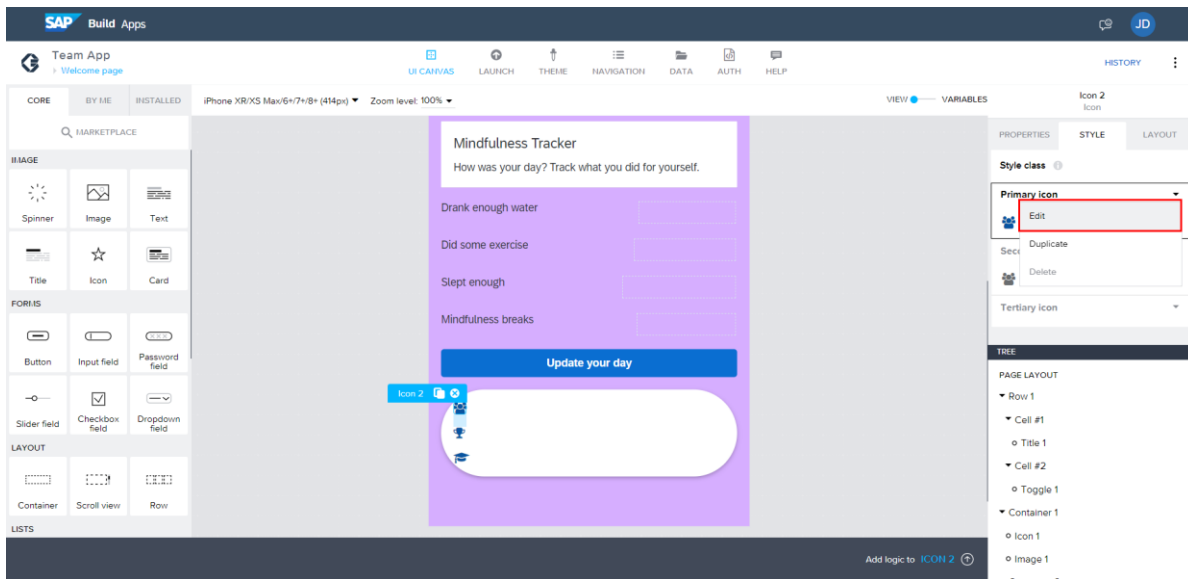 SAP Build Apps
JD
Team App
› Welcome page
UI CANVAS LAUNCH THEME NAVIGATION DATA AUTH HELP
HISTORY
CORE BY ME INSTALLED
iPhone XR/XS Max/6+/7+/8+ (414px) Zoom level: 100%
VIEW VARIABLES
Icon 2
Icon
MARKETPLACE
PROPERTIES STYLE LAYOUT
IMAGE
Spinner Image Text
Title Icon Card
FORMS
Button Input field Password field
Slider field Checkbox field Dropdown field
LAYOUT
Container Scroll view Row
LISTS
Mindfulness Tracker
How was your day? Track what you did for yourself.
Drank enough water
Did some exercise
Slept enough
Mindfulness breaks
Update your day
Icon 2
Add logic to ICON 2
Style class
Primary icon
Edit
Duplicate
Seco
Delete
Tertiary icon
TREE
PAGE LAYOUT
Row 1
Cell #1
Title 1
Cell #2
Toggle 1
Container 1
Icon 1
Image 1